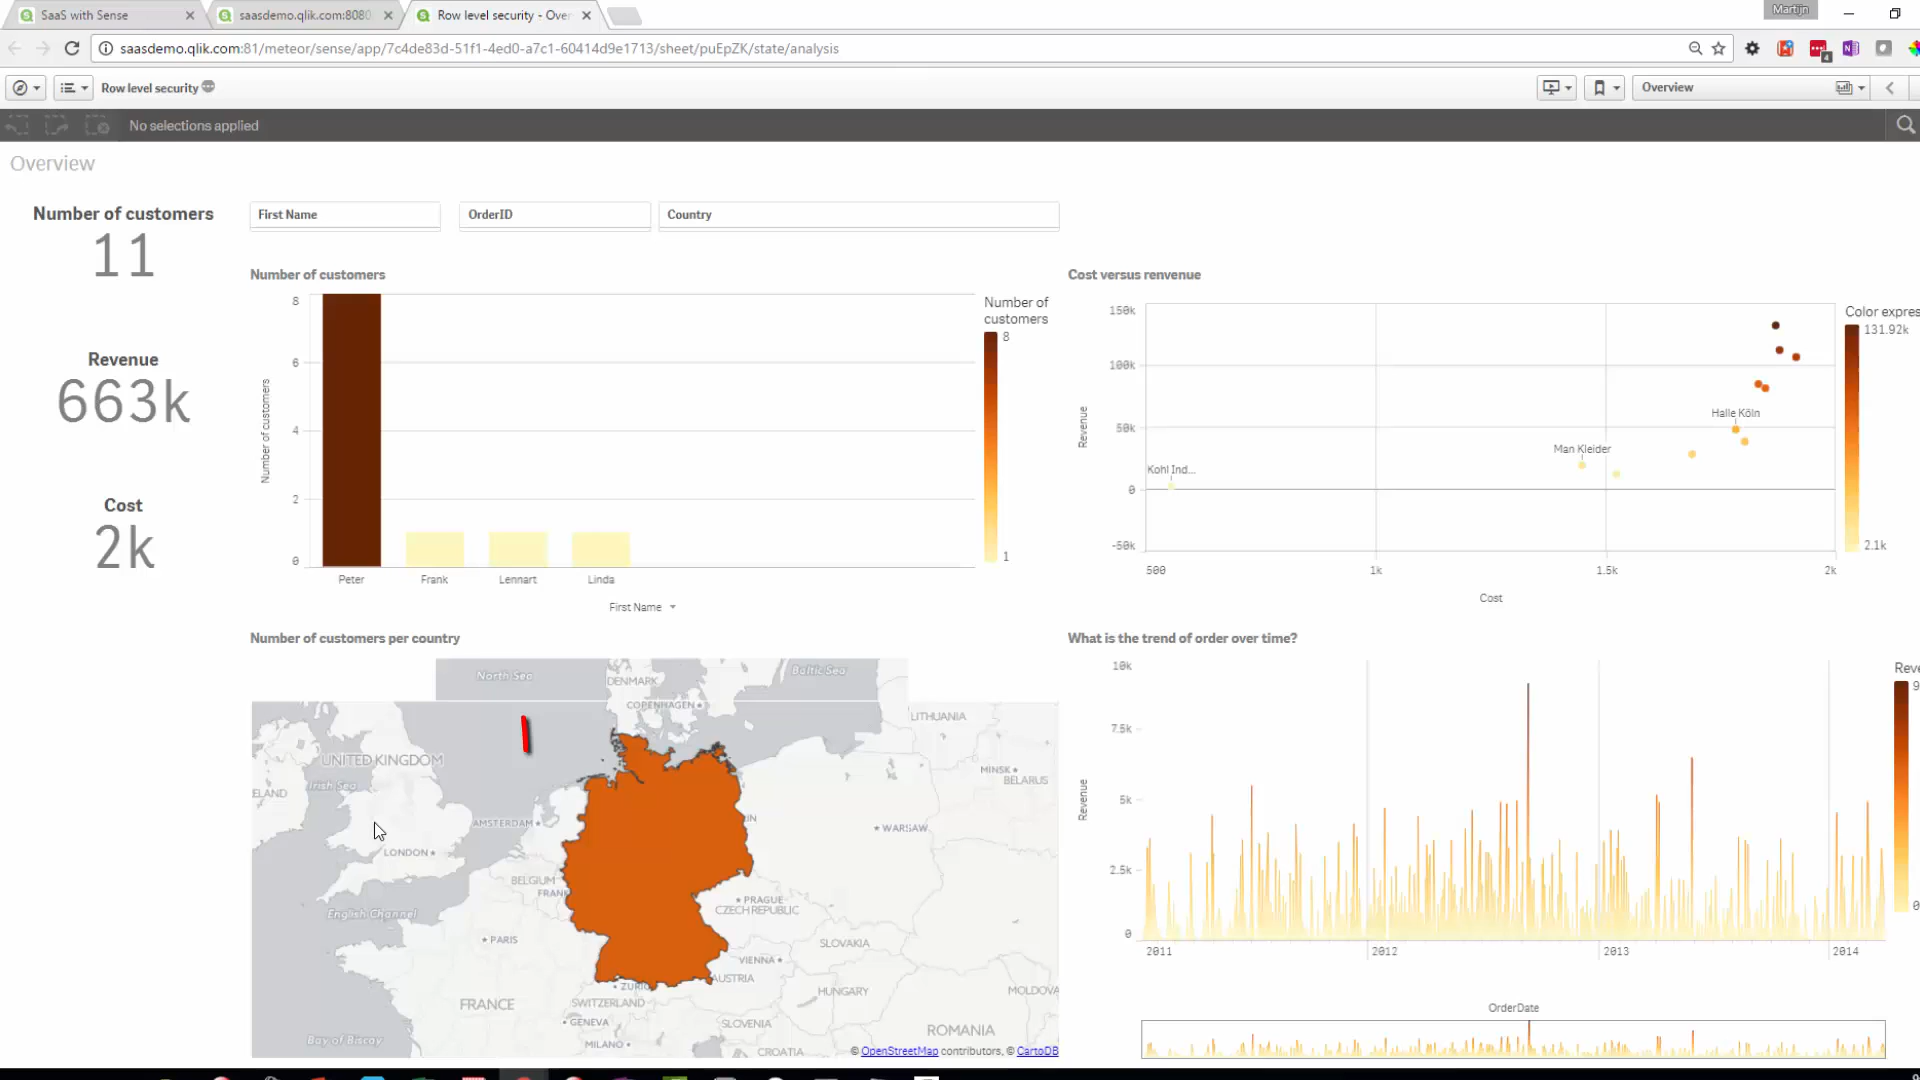 SaaS with Sense
saasdemo.qlik.com:8080
Row level security - Over
Martijn
saasdemo.qlik.com:81/meteor/sense/app/7c4de83d-51f1-4ed0-a7c1-60414d9e1713/sheet/puEpZK/state/analysis
4
Row level security
Overview
No selections applied
Overview
Number of customers
11
Revenue
663k
Cost
2k
First Name
OrderID
Country
Number of customers
8
6
4
2
0
Number of customers
Peter
Frank
Lennart
Linda
First Name
Number of
customers
8
1
Cost versus renvenue
150k
100k
50k
0
-50k
Revenue
Halle Köln
Man Kleider
Kohl Ind...
500
1k
1.5k
2k
Cost
Color expres
131.92k
2.1k
Number of customers per country
North Sea
Baltic Sea
DENMARK
COPENHAGEN
LITHUANIA
UNITED KINGDOM
Irish Sea
ELAND
MINSK
BELARUS
AMSTERDAM
IN
WARSAW
LONDON
BELGIUM
FRANK
PRAGUE
CZECH REPUBLIC
English Channel
PARIS
SLOVAKIA
VIENNA
AUSTRIA
ZURI
HUNGARY
MOLDOVA
FRANCE
SWITZERLAND
GENEVA
SLOVENIA
ROMANIA
Bay of Biscay
MILANO
CROATIA
© OpenStreetMap contributors, © CartoDB
What is the trend of order over time?
10k
7.5k
5k
2.5k
0
Revenue
2011
2012
2013
2014
OrderDate
Reve
9
0